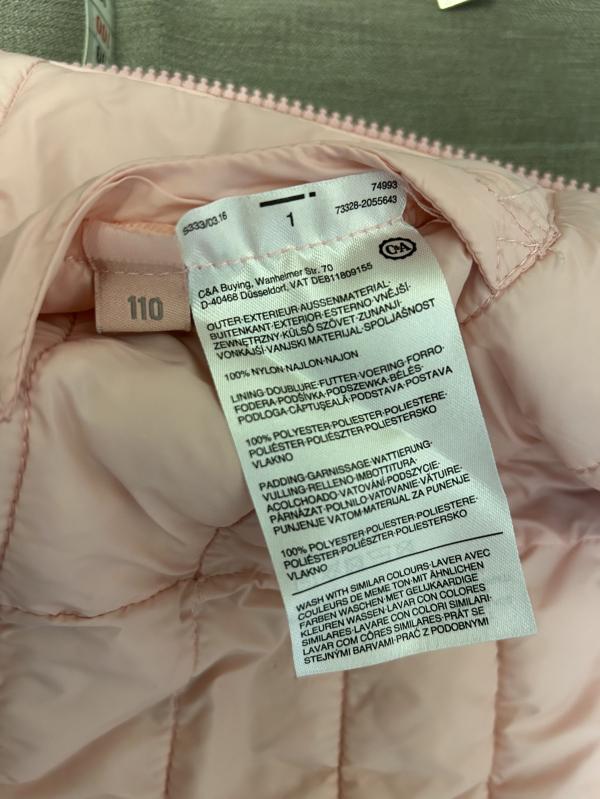 S333/03.16
1
74993
73328-2055643
C&A
C&A Buying, Wanheimer Str. 70
D-40468 Düsseldorf, VAT DE811809155
110
OUTER·EXTERIEUR·AUSSENMATERIAL·
BUITENKANT·EXTERIOR·ESTERNO·VNĚJŠÍ·
ZEWNĘTRZNY·KÜLSŐ SZÖVET·ZUNANJI·
VONKAJŠÍ·VANJSKI MATERIJAL·SPOLJAŠNOST
100% NYLON·NAJLON·NAJON
LINING·DOUBLURE·FUTTER·VOERING·FORRO·
FODERA·PODŠÍVKA·PODSZEWKA·BÉLÉS·
PODLOGA·CĂPTUŞEALĂ·PODSTAVA·POSTAVA
100% POLYESTER·POLIESTER·POLIESTERE·
POLIÉSTER·POLIÉSZTER·POLIESTERSKO
VLAKNO
PADDING·GARNISSAGE·WATTIERUNG·
VULLING·RELLENO·IMBOTTITURA·
ACOLCHOADO·VATOVÁNÍ·PODSZYCIE·
PÁRNÁZAT·POLNILO·VATOVANIE·VĂTUIRE·
PUNJENJE VATOM·MATERIJAL ZA PUNENJE
100% POLYESTER·POLIESTER·POLIESTERE·
POLIÉSTER·POLIÉSZTER·POLIESTERSKO
VLAKNO
WASH WITH SIMILAR COLOURS·LAVER AVEC
COULEURS DE MEME TON·MIT ÄHNLICHEN
FARBEN WASCHEN·MET GELIJKAARDIGE
KLEUREN WASSEN·LAVAR CON COLORES
SIMILARES·LAVARE CON COLORI SIMILARI·
LAVAR COM CÔRES SIMILARES·PRÁT SE
STEJNÝMI BARVAMI·PRAĆ Z PODOBNYMI